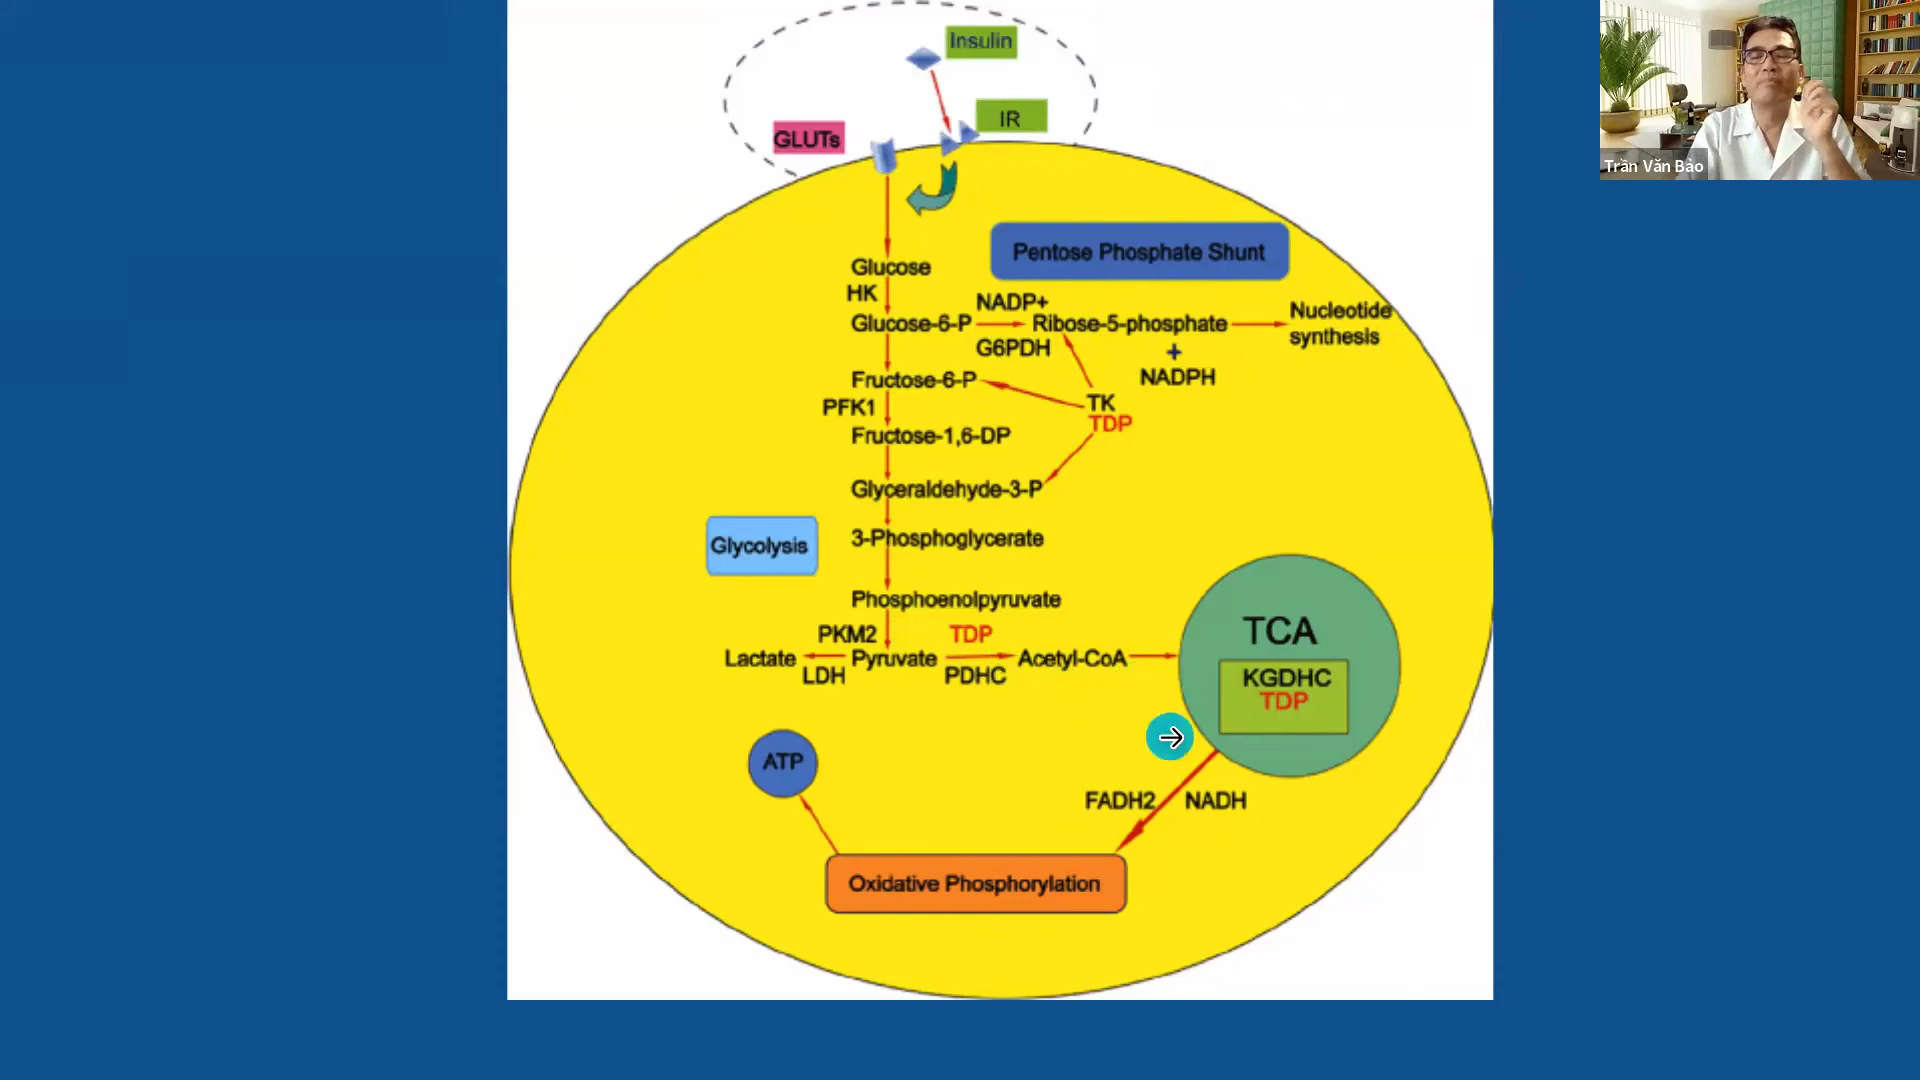 Insulin
IR
GLUTs
Trần Văn Bảo
Pentose Phosphate Shunt
Glucose
HK
NADP+
Glucose-6-P
Ribose-5-phosphate
Nucleotide
synthesis
G6PDH
+
NADPH
Fructose-6-P
PFK1
TK
TDP
Fructose-1,6-DP
Glyceraldehyde-3-P
3-Phosphoglycerate
Glycolysis
Phosphoenolpyruvate
PKM2
TDP
Lactate
Pyruvate
Acetyl-CoA
LDH
PDHC
TCA
KGDHC
TDP
ATP
FADH2
NADH
Oxidative Phosphorylation